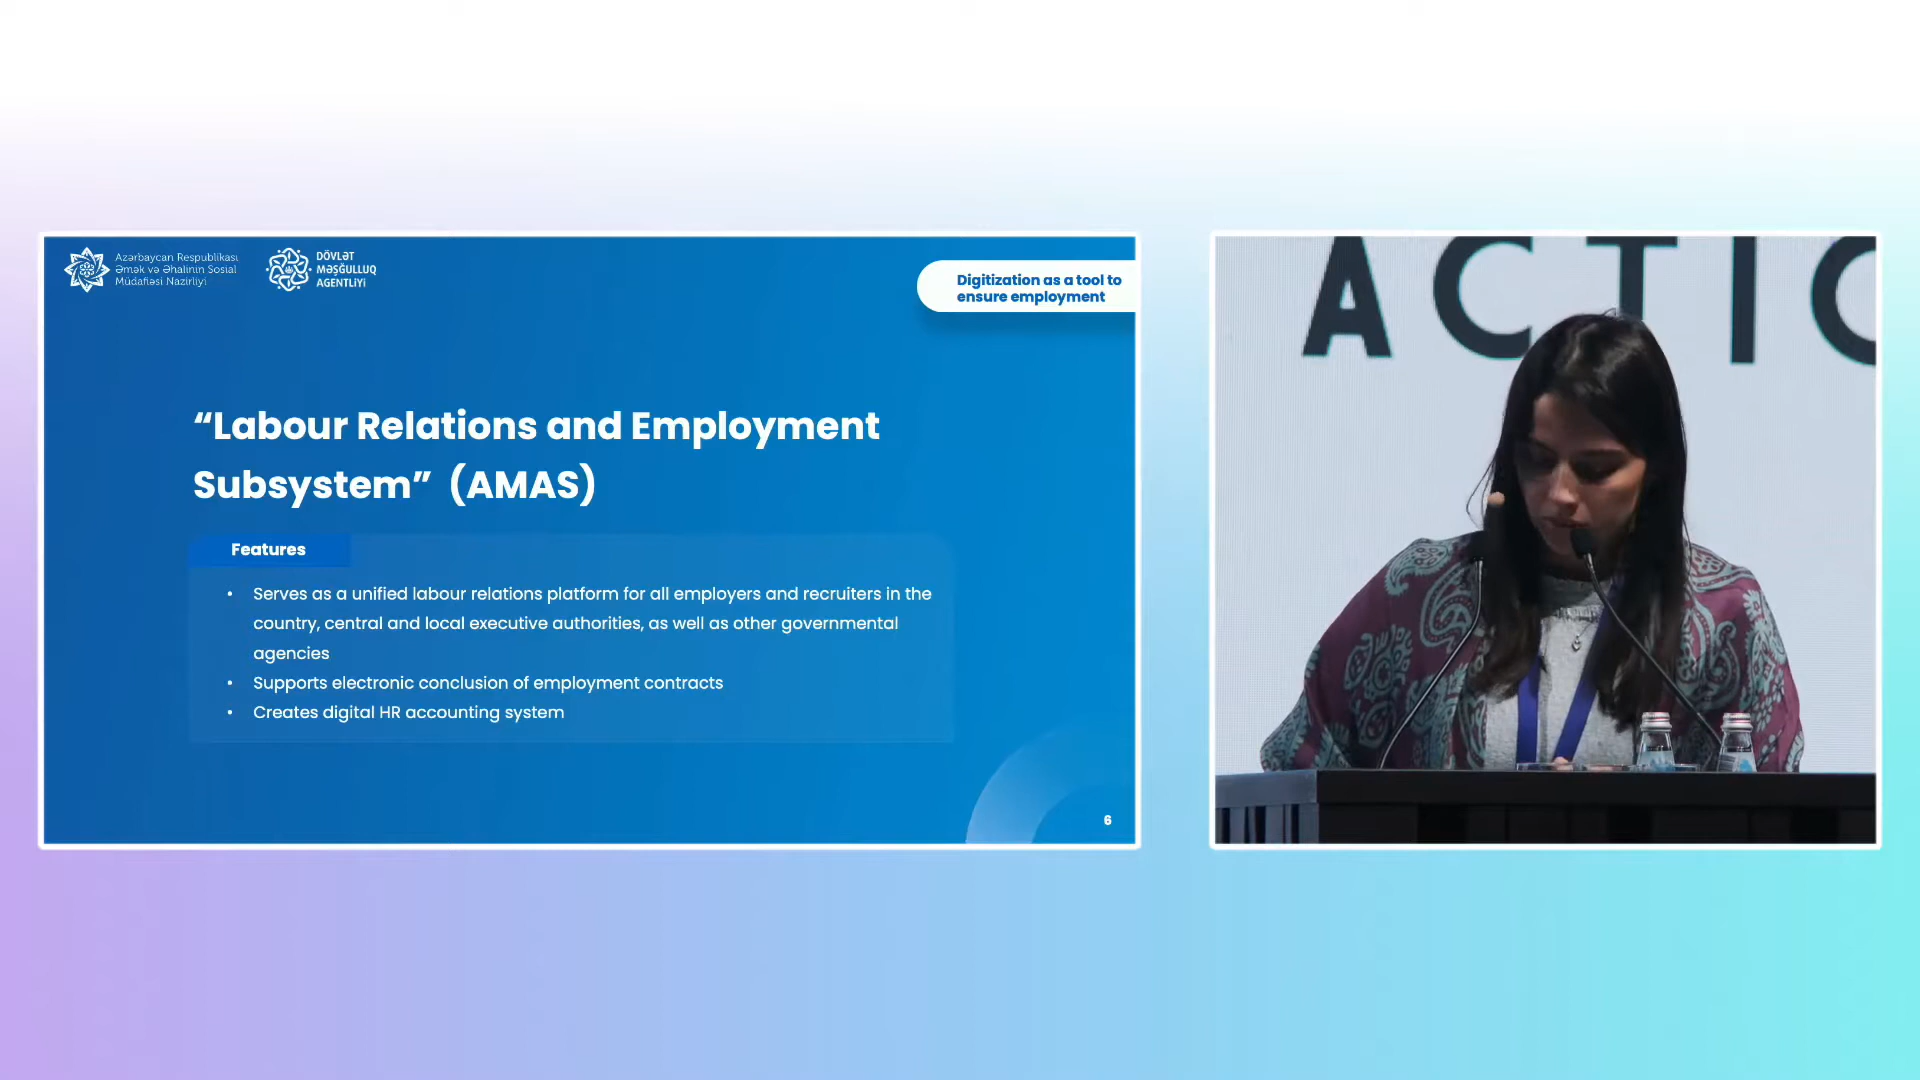 Azərbaycan Respublikası
Əmək və Əhalinin Sosial
Müdafiəsi Nazirliyi
DÖVLƏT
MƏŞĞULLUQ
AGENTLİYİ
Digitization as a tool to
ensure employment
“Labour Relations and Employment
Subsystem” (AMAS)
Features
• Serves as a unified labour relations platform for all employers and recruiters in the
country, central and local executive authorities, as well as other governmental
agencies
• Supports electronic conclusion of employment contracts
• Creates digital HR accounting system
6
ACTIO